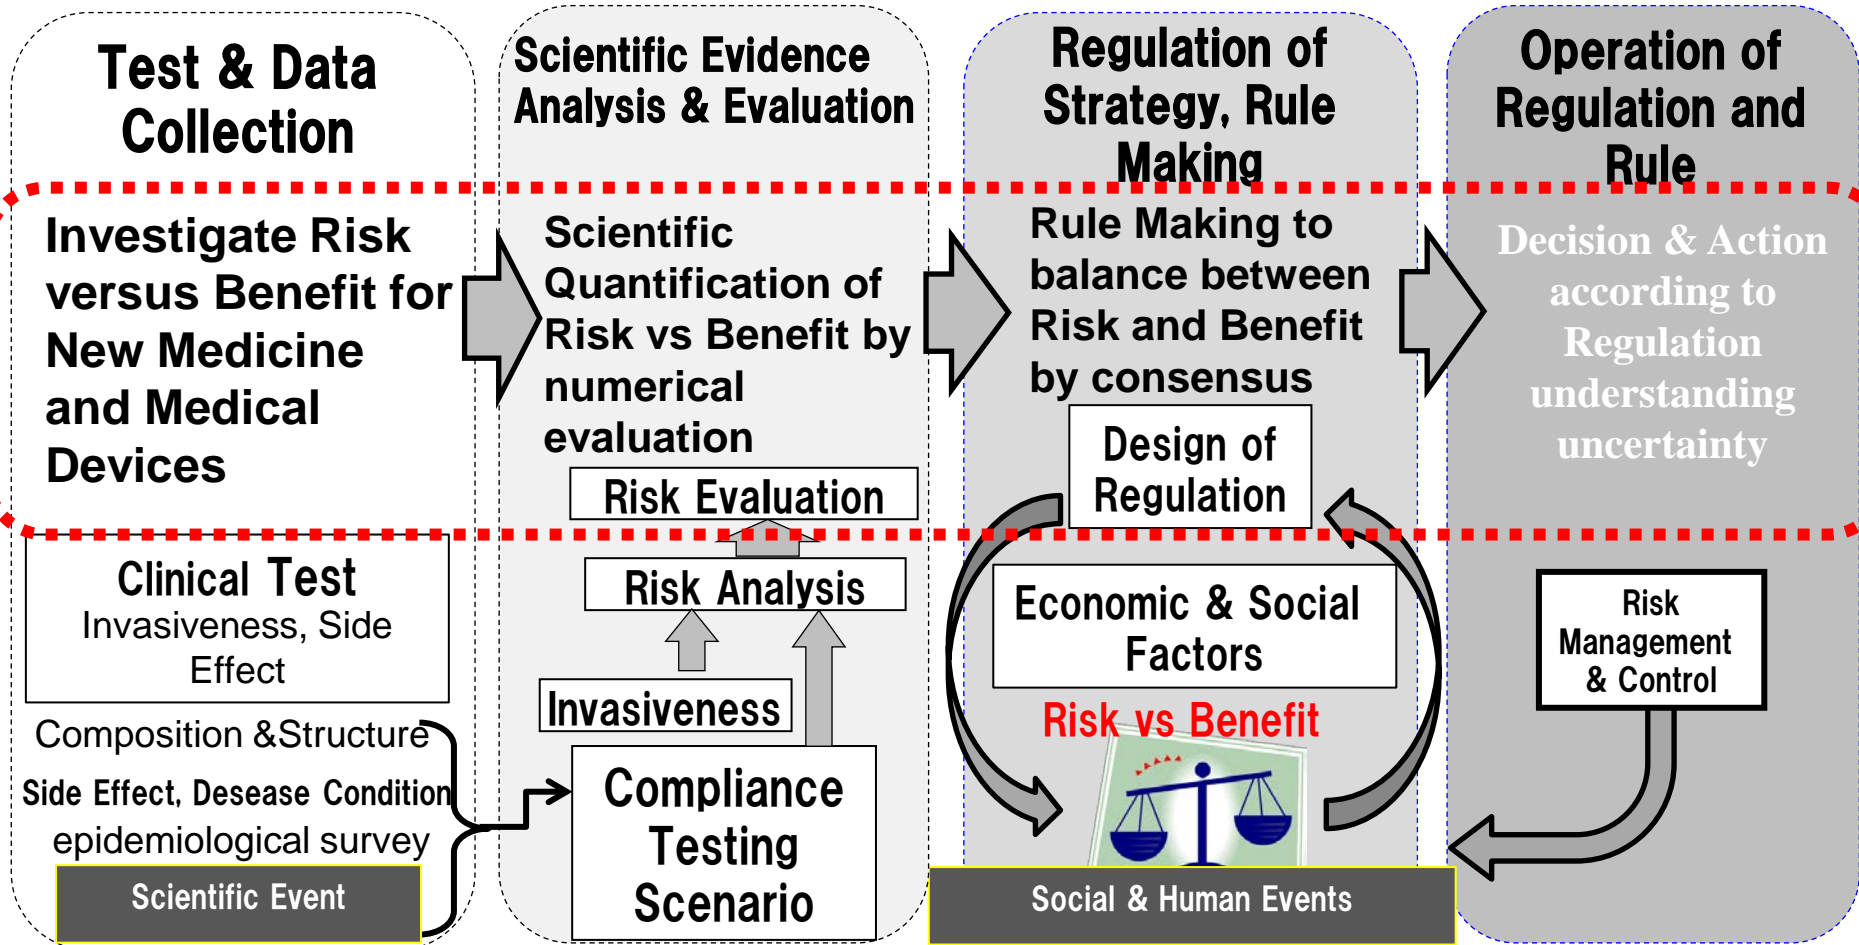 Test & Data
Collection
Investigate Risk
versus Benefit for
New Medicine
and Medical
Devices
Clinical Test
Invasiveness, Side
Effect
Composition &Structure
Side Effect, Desease Condition
epidemiological survey
Scientific Event
Scientific Evidence
Analysis & Evaluation
Scientific
Quantification of
Risk vs Benefit by
numerical
evaluation
Risk Evaluation
Risk Analysis
Invasiveness
Compliance
Testing
Scenario
Regulation of
Strategy, Rule
Making
Rule Making to
balance between
Risk and Benefit
by consensus
Design of
Regulation
Economic & Social
Factors
Risk vs Benefit
Social & Human Events
Operation of
Regulation and
Rule
Decision & Action
according to
Regulation
understanding
uncertainty
Risk
Management
& Control